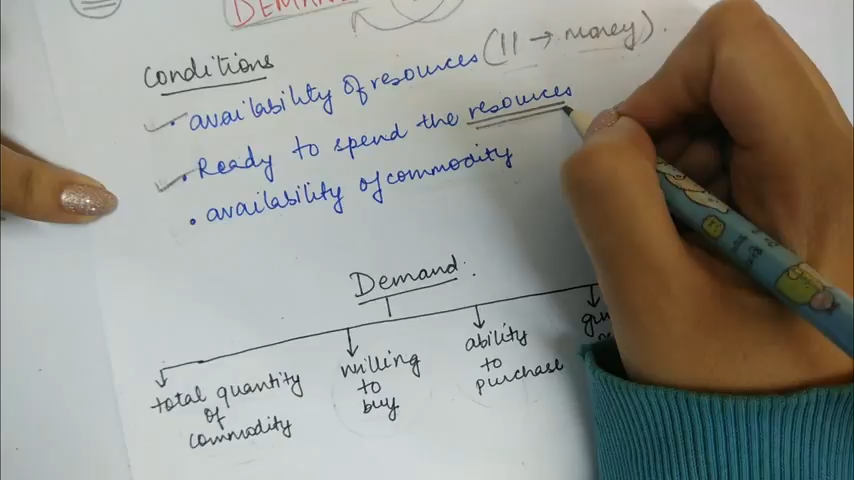 Conditions
• availability of resources (11 → money).
• Ready to spend the resources
• availability of commodity
Demand.
total quantity of commodity
willing to buy
ability to purchase